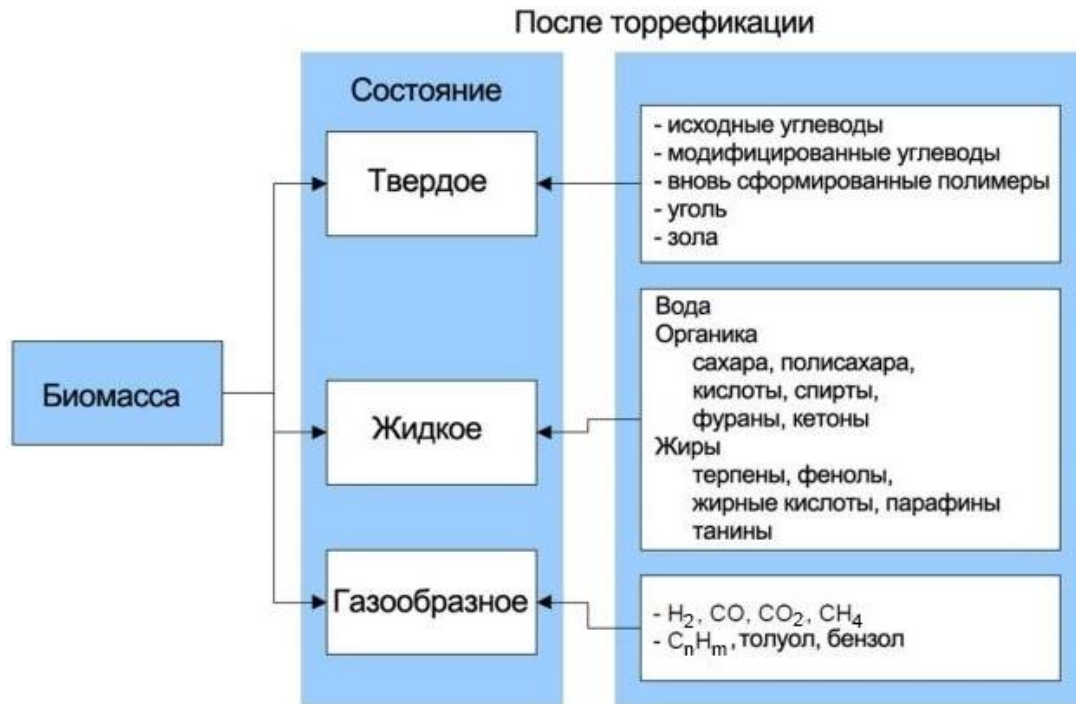 После торрефикации
Состояние
Биомасса
Твердое
- исходные углеводы
- модифицированные углеводы
- вновь сформированные полимеры
- уголь
- зола
Жидкое
Вода
Органика
сахара, полисахара,
кислоты, спирты,
фураны, кетоны
Жиры
терпены, фенолы,
жирные кислоты, парафины
танины
Газообразное
- H₂, CO, CO₂, CH₄
- CₙHₘ, толуол, бензол